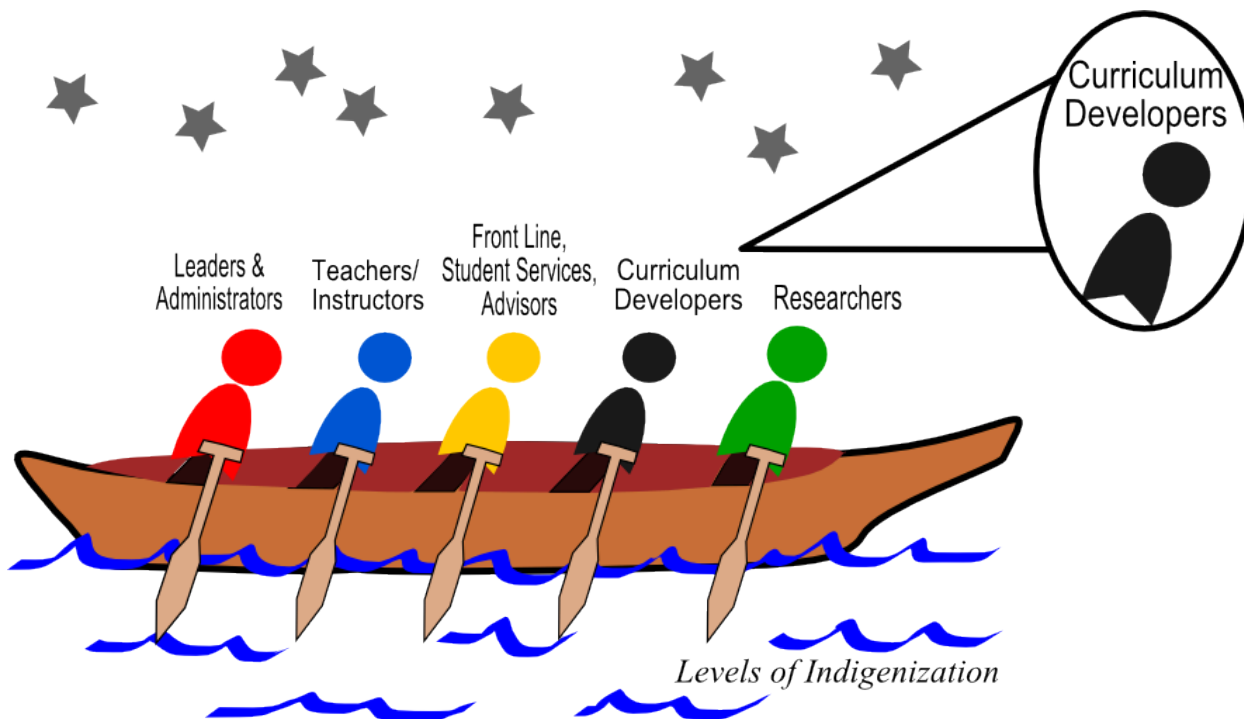 Curriculum
Developers
Leaders &
Administrators
Teachers/
Instructors
Front Line,
Student Services,
Advisors
Curriculum
Developers
Researchers
Levels of Indigenization